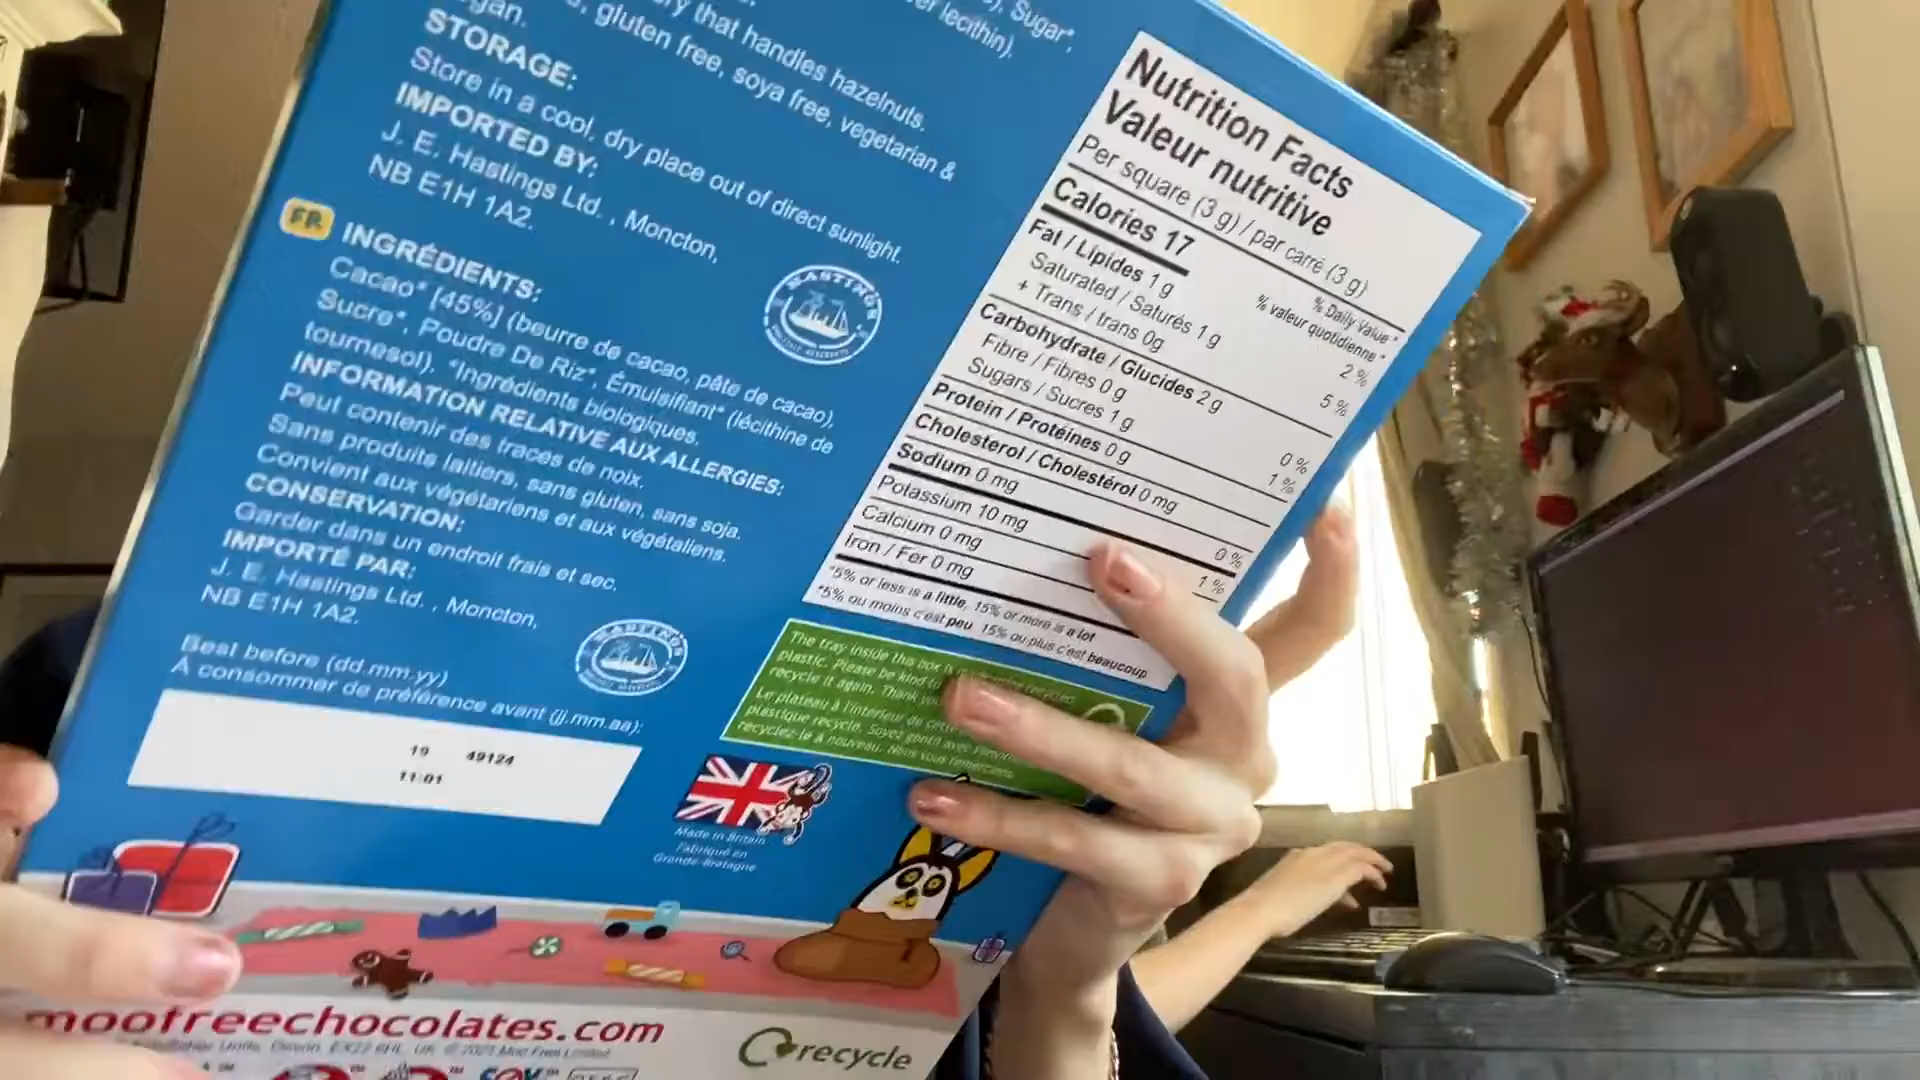 Sugar*,
er lecithin).
ry that handles hazelnuts.
gluten free, soya free, vegetarian &
gan.
STORAGE:
Store in a cool, dry place out of direct sunlight.
IMPORTED BY:
J. E. Hastings Ltd. , Moncton,
NB E1H 1A2.
FR
INGRÉDIENTS:
Cacao* [45%] (beurre de cacao, pâte de cacao),
Sucre*, Poudre De Riz*, Émulsifiant* (lécithine de
tournesol). *Ingrédients biologiques.
INFORMATION RELATIVE AUX ALLERGIES:
Peut contenir des traces de noix.
Sans produits laitiers, sans gluten, sans soja.
Convient aux végétariens et aux végétaliens.
CONSERVATION:
Garder dans un endroit frais et sec.
IMPORTÉ PAR:
J. E. Hastings Ltd. , Moncton,
NB E1H 1A2.
Best before (dd.mm.yy)
À consommer de préférence avant (jj.mm.aa):
19 49124
11:01
Nutrition Facts
Valeur nutritive
Per square (3 g) / par carré (3 g)
Calories 17
% Daily Value*
% valeur quotidienne*
Fat / Lipides 1 g 2 %
Saturated / Saturés 1 g
+ Trans / trans 0g 5 %
Carbohydrate / Glucides 2 g
Fibre / Fibres 0 g 0 %
Sugars / Sucres 1 g 1 %
Protein / Protéines 0 g
Cholesterol / Cholestérol 0 mg
Sodium 0 mg 0 %
Potassium 10 mg 1 %
Calcium 0 mg
Iron / Fer 0 mg
*5% or less is a little, 15% or more is a lot
*5% ou moins c'est peu, 15% ou plus c'est beaucoup
The tray inside this box is recycled
plastic. Please be kind
recycle it again. Thank
Le plateau à l'intérieur de cette
plastique recyclé. Soyez gentil avec
recyclez-le à nouveau. Nous vous remercions.
HASTINGS
HASTINGS
Made in Britain
Fabriqué en
Grande-Bretagne
moofreechocolates.com
recycle